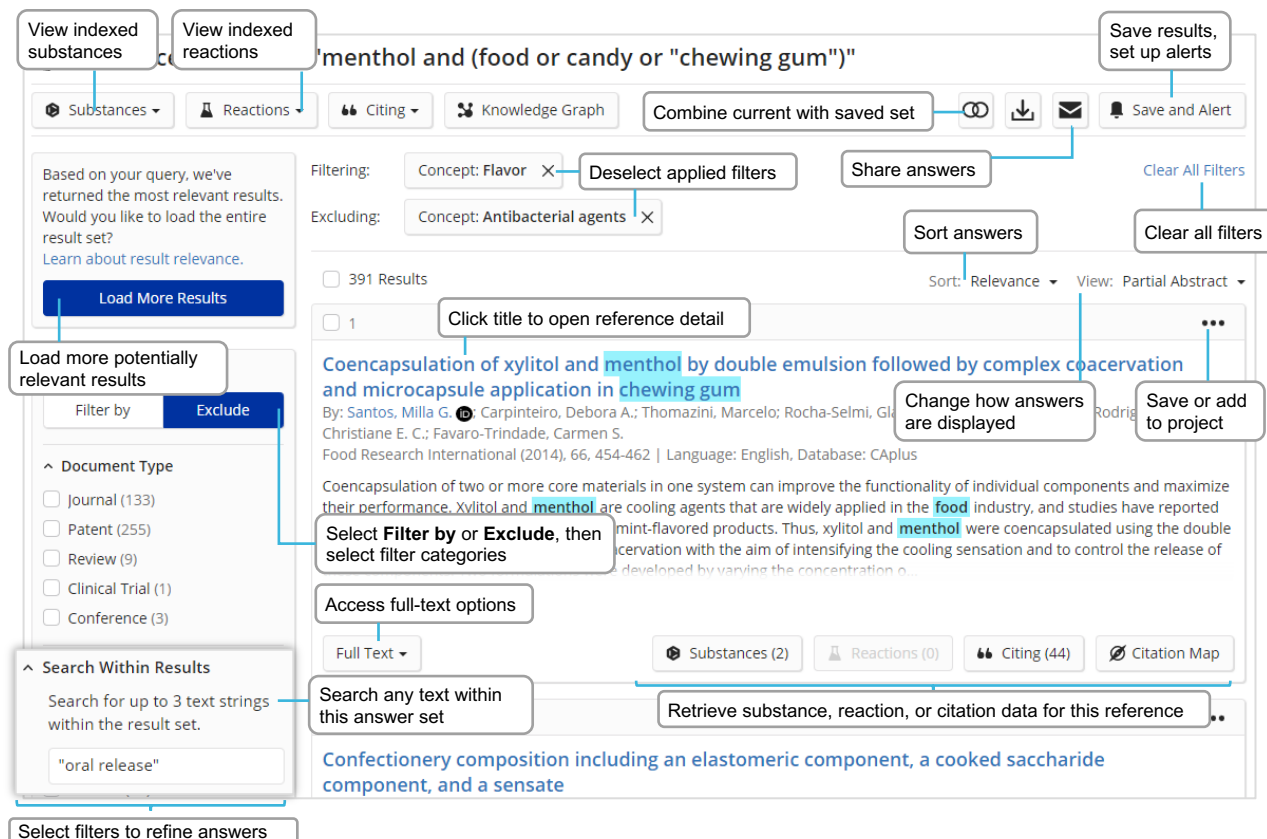 View indexed
substances
View indexed
reactions
Save results,
set up alerts
"menthol and (food or candy or "chewing gum")"
Substances
Reactions
Citing
Knowledge Graph
Combine current with saved set
Save and Alert
Based on your query, we've
returned the most relevant results.
Would you like to load the entire
result set?
Learn about result relevance.
Load More Results
Filtering:
Concept: Flavor
Deselect applied filters
Share answers
Clear All Filters
Excluding:
Concept: Antibacterial agents
Sort answers
Clear all filters
391 Results
Sort: Relevance
View: Partial Abstract
1
Click title to open reference detail
Load more potentially
relevant results
Coencapsulation of xylitol and menthol by double emulsion followed by complex coacervation
and microcapsule application in chewing gum
Filter by
Exclude
By: Santos, Milla G. iD; Carpinteiro, Debora A.; Thomazini, Marcelo; Rocha-Selmi,
Christiane E. C.; Favaro-Trindade, Carmen S.
Change how answers
are displayed
Save or add
to project
Food Research International (2014), 66, 454-462 | Language: English, Database: CAplus
Document Type
Journal (133)
Patent (255)
Review (9)
Clinical Trial (1)
Conference (3)
Coencapsulation of two or more core materials in one system can improve the functionality of individual components and maximize
their performance. Xylitol and menthol are cooling agents that are widely applied in the food industry, and studies have reported
mint-flavored products. Thus, xylitol and menthol were coencapsulated using the double
with the aim of intensifying the cooling sensation and to control the release of
developed by varying the concentration o...
Select Filter by or Exclude, then
select filter categories
Access full-text options
Full Text
Substances (2)
Reactions (0)
Citing (44)
Citation Map
Search Within Results
Search for up to 3 text strings
within the result set.
"oral release"
Search any text within
this answer set
Retrieve substance, reaction, or citation data for this reference
Confectionery composition including an elastomeric component, a cooked saccharide
component, and a sensate
Select filters to refine answers